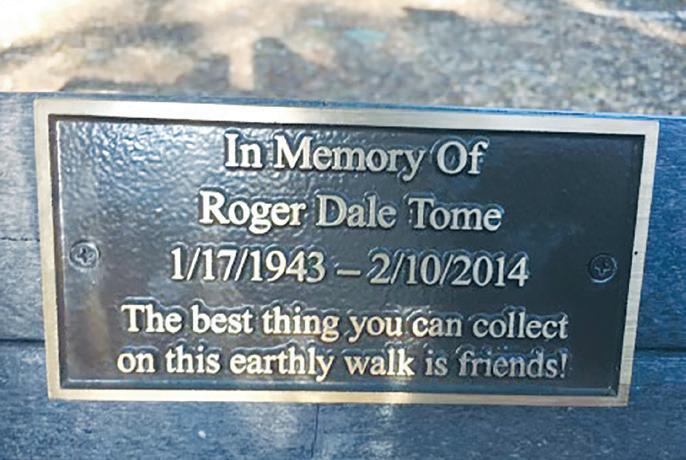 In Memory Of
Roger Dale Tome
1/17/1943 – 2/10/2014
The best thing you can collect
on this earthly walk is friends!